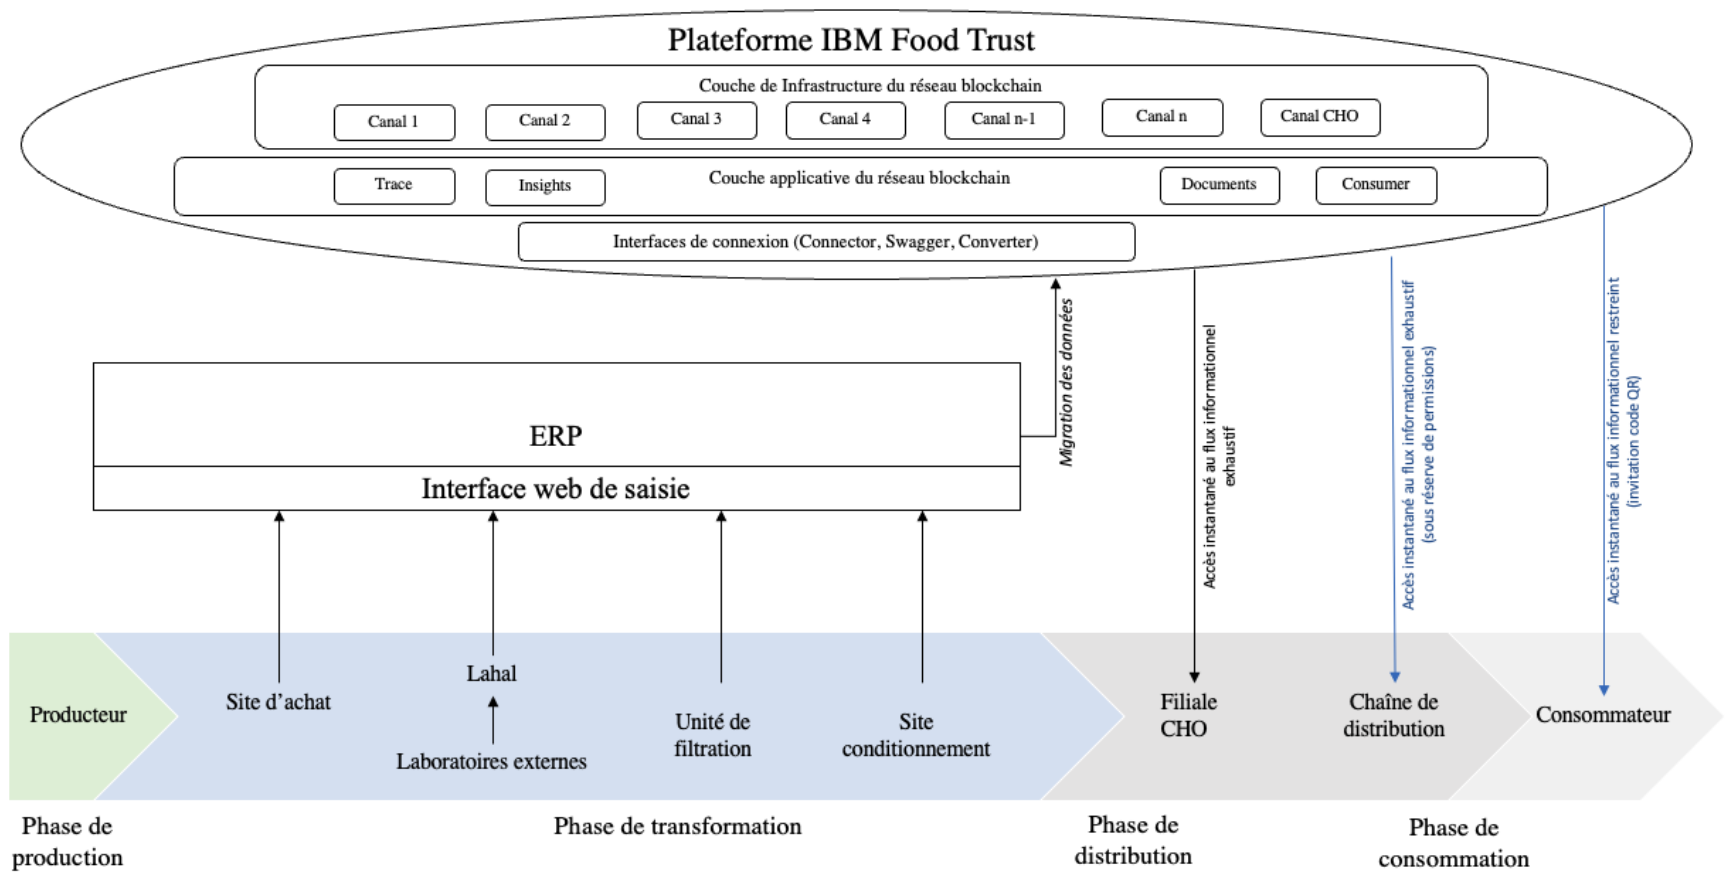 Plateforme IBM Food Trust
Couche de Infrastructure du réseau blockchain
Canal 1
Canal 2
Canal 3
Canal 4
Canal n-1
Canal n
Canal CHO
Trace
Insights
Couche applicative du réseau blockchain
Documents
Consumer
Interfaces de connexion (Connector, Swagger, Converter)
Migration des données
Accès instantané au flux informationnel
exhaustif
Accès instantané au flux informationnel exhaustif
(sous réserve de permissions)
Accès instantané au flux informationnel restreint
(invitation code QR)
ERP
Interface web de saisie
Producteur
Site d'achat
Lahal
Laboratoires externes
Unité de
filtration
Site
conditionnement
Filiale
CHO
Chaîne de
distribution
Consommateur
Phase de
production
Phase de transformation
Phase de
distribution
Phase de
consommation